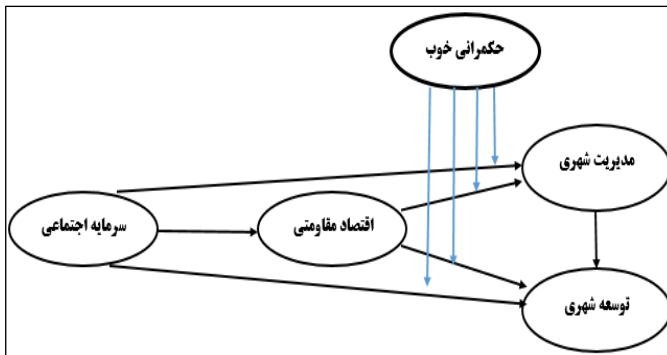 حکمرانی خوب
مدیریت شهری
اقتصاد مقاومتی
سرمایه اجتماعی
توسعه شهری